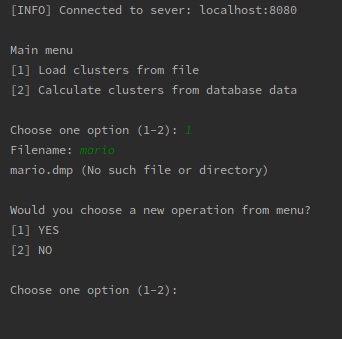 [INFO] Connected to sever: localhost:8080
Main menu
[1] Load clusters from file
[2] Calculate clusters from database data
Choose one option (1-2): 1
Filename: mario
mario.dmp (No such file or directory)
Would you choose a new operation from menu?
[1] YES
[2] NO
Choose one option (1-2):